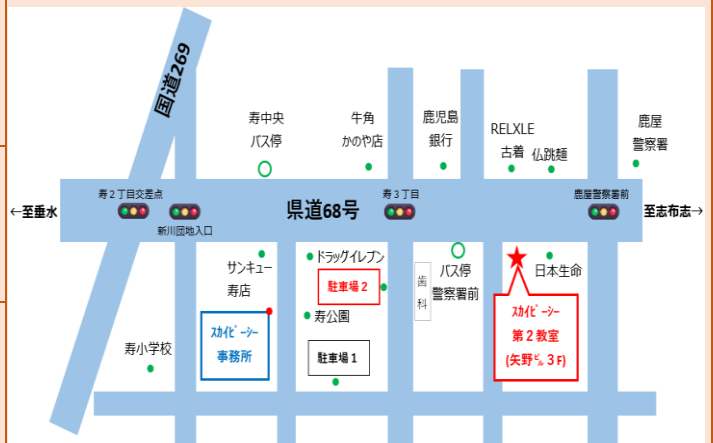 国道269
寿中央
バス停
牛角
かのや店
鹿児島
銀行
RELXLE
古着
仏跳麺
鹿屋
警察署
←至垂水
寿2丁目交差点
新川団地入口
県道68号
寿3丁目
鹿屋警察署前
至志布志→
サンキュー
寿店
ドラッグイレブン
駐車場2
歯科
バス停
警察署前
日本生命
スカイピーシー
事務所
寿公園
駐車場1
スカイピーシー
第2教室
(矢野ビル3F)
寿小学校